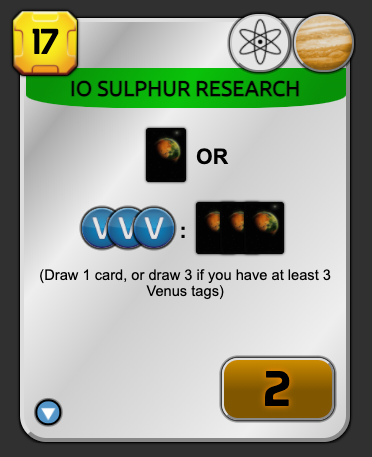 17
IO SULPHUR RESEARCH
OR
V V V :
(Draw 1 card, or draw 3 if you have at least 3
Venus tags)
2